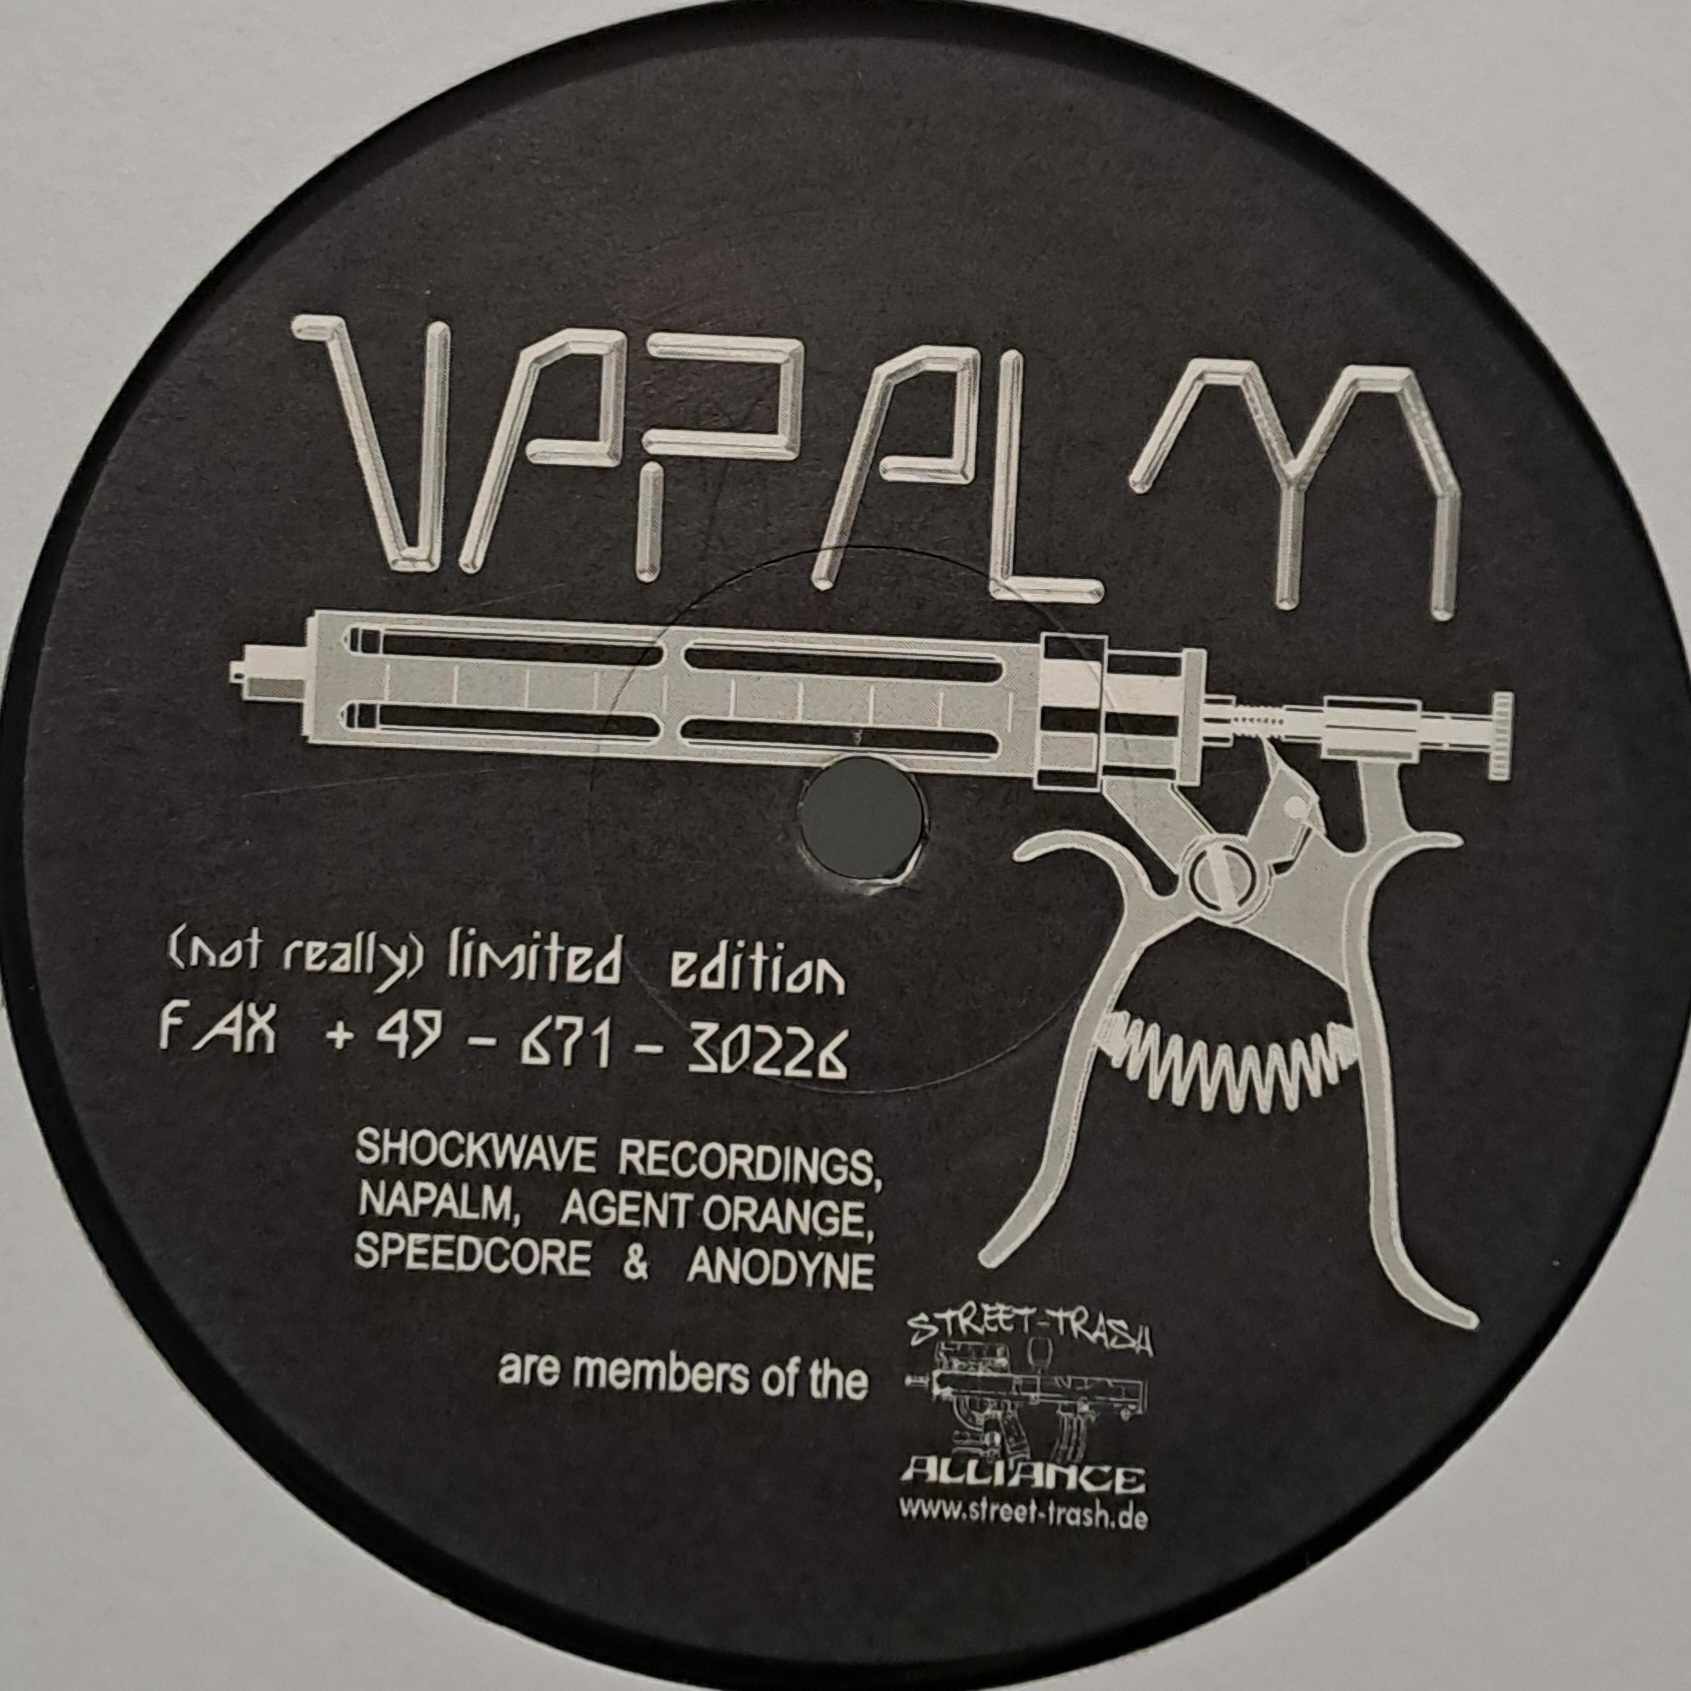 NAPALM
(not really) limited edition
FAX + 49 - 671 - 30226
SHOCKWAVE RECORDINGS,
NAPALM, AGENT ORANGE,
SPEEDCORE & ANODYNE
are members of the
STREET-TRASH
ALLIANCE
www.street-trash.de